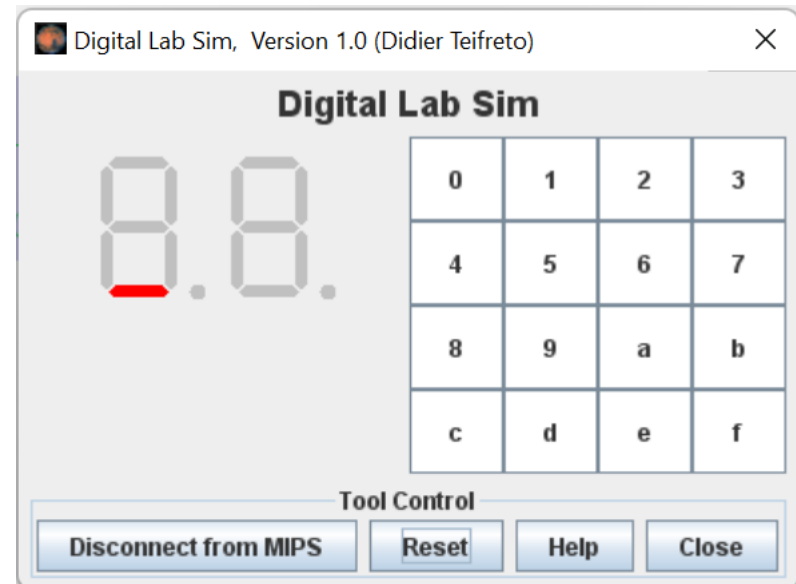 Digital Lab Sim, Version 1.0 (Didier Teifreto)
Digital Lab Sim
0 1 2 3
4 5 6 7
8 9 a b
c d e f
Tool Control
Disconnect from MIPS Reset Help Close